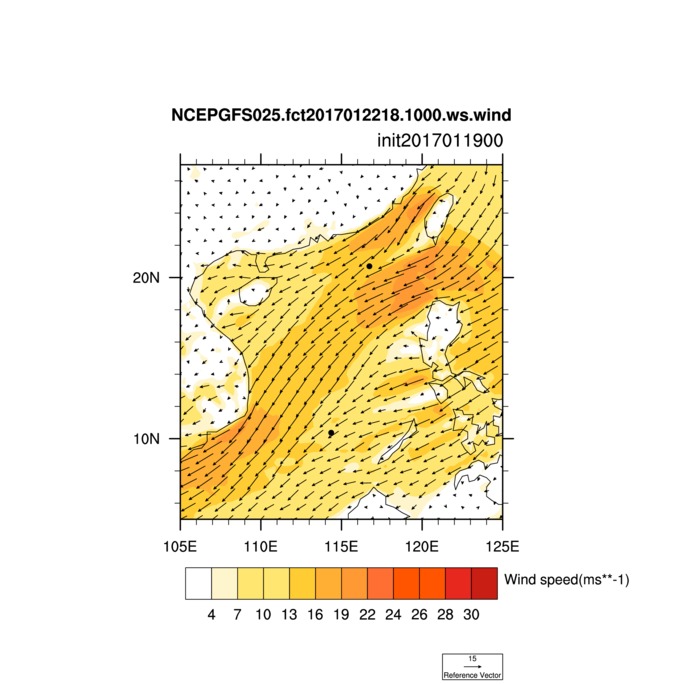 NCEPGFS025.fct2017012218.1000.ws.wind
init2017011900
20N
10N
105E 110E 115E 120E 125E
Wind speed(ms**-1)
4 7 10 13 16 19 22 24 26 28 30
15
Reference Vector